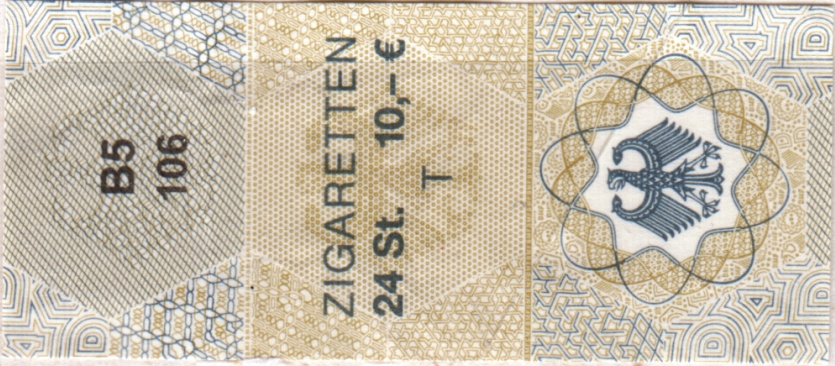 B5
106
ZIGARETTEN
24 St. 10,– €
T